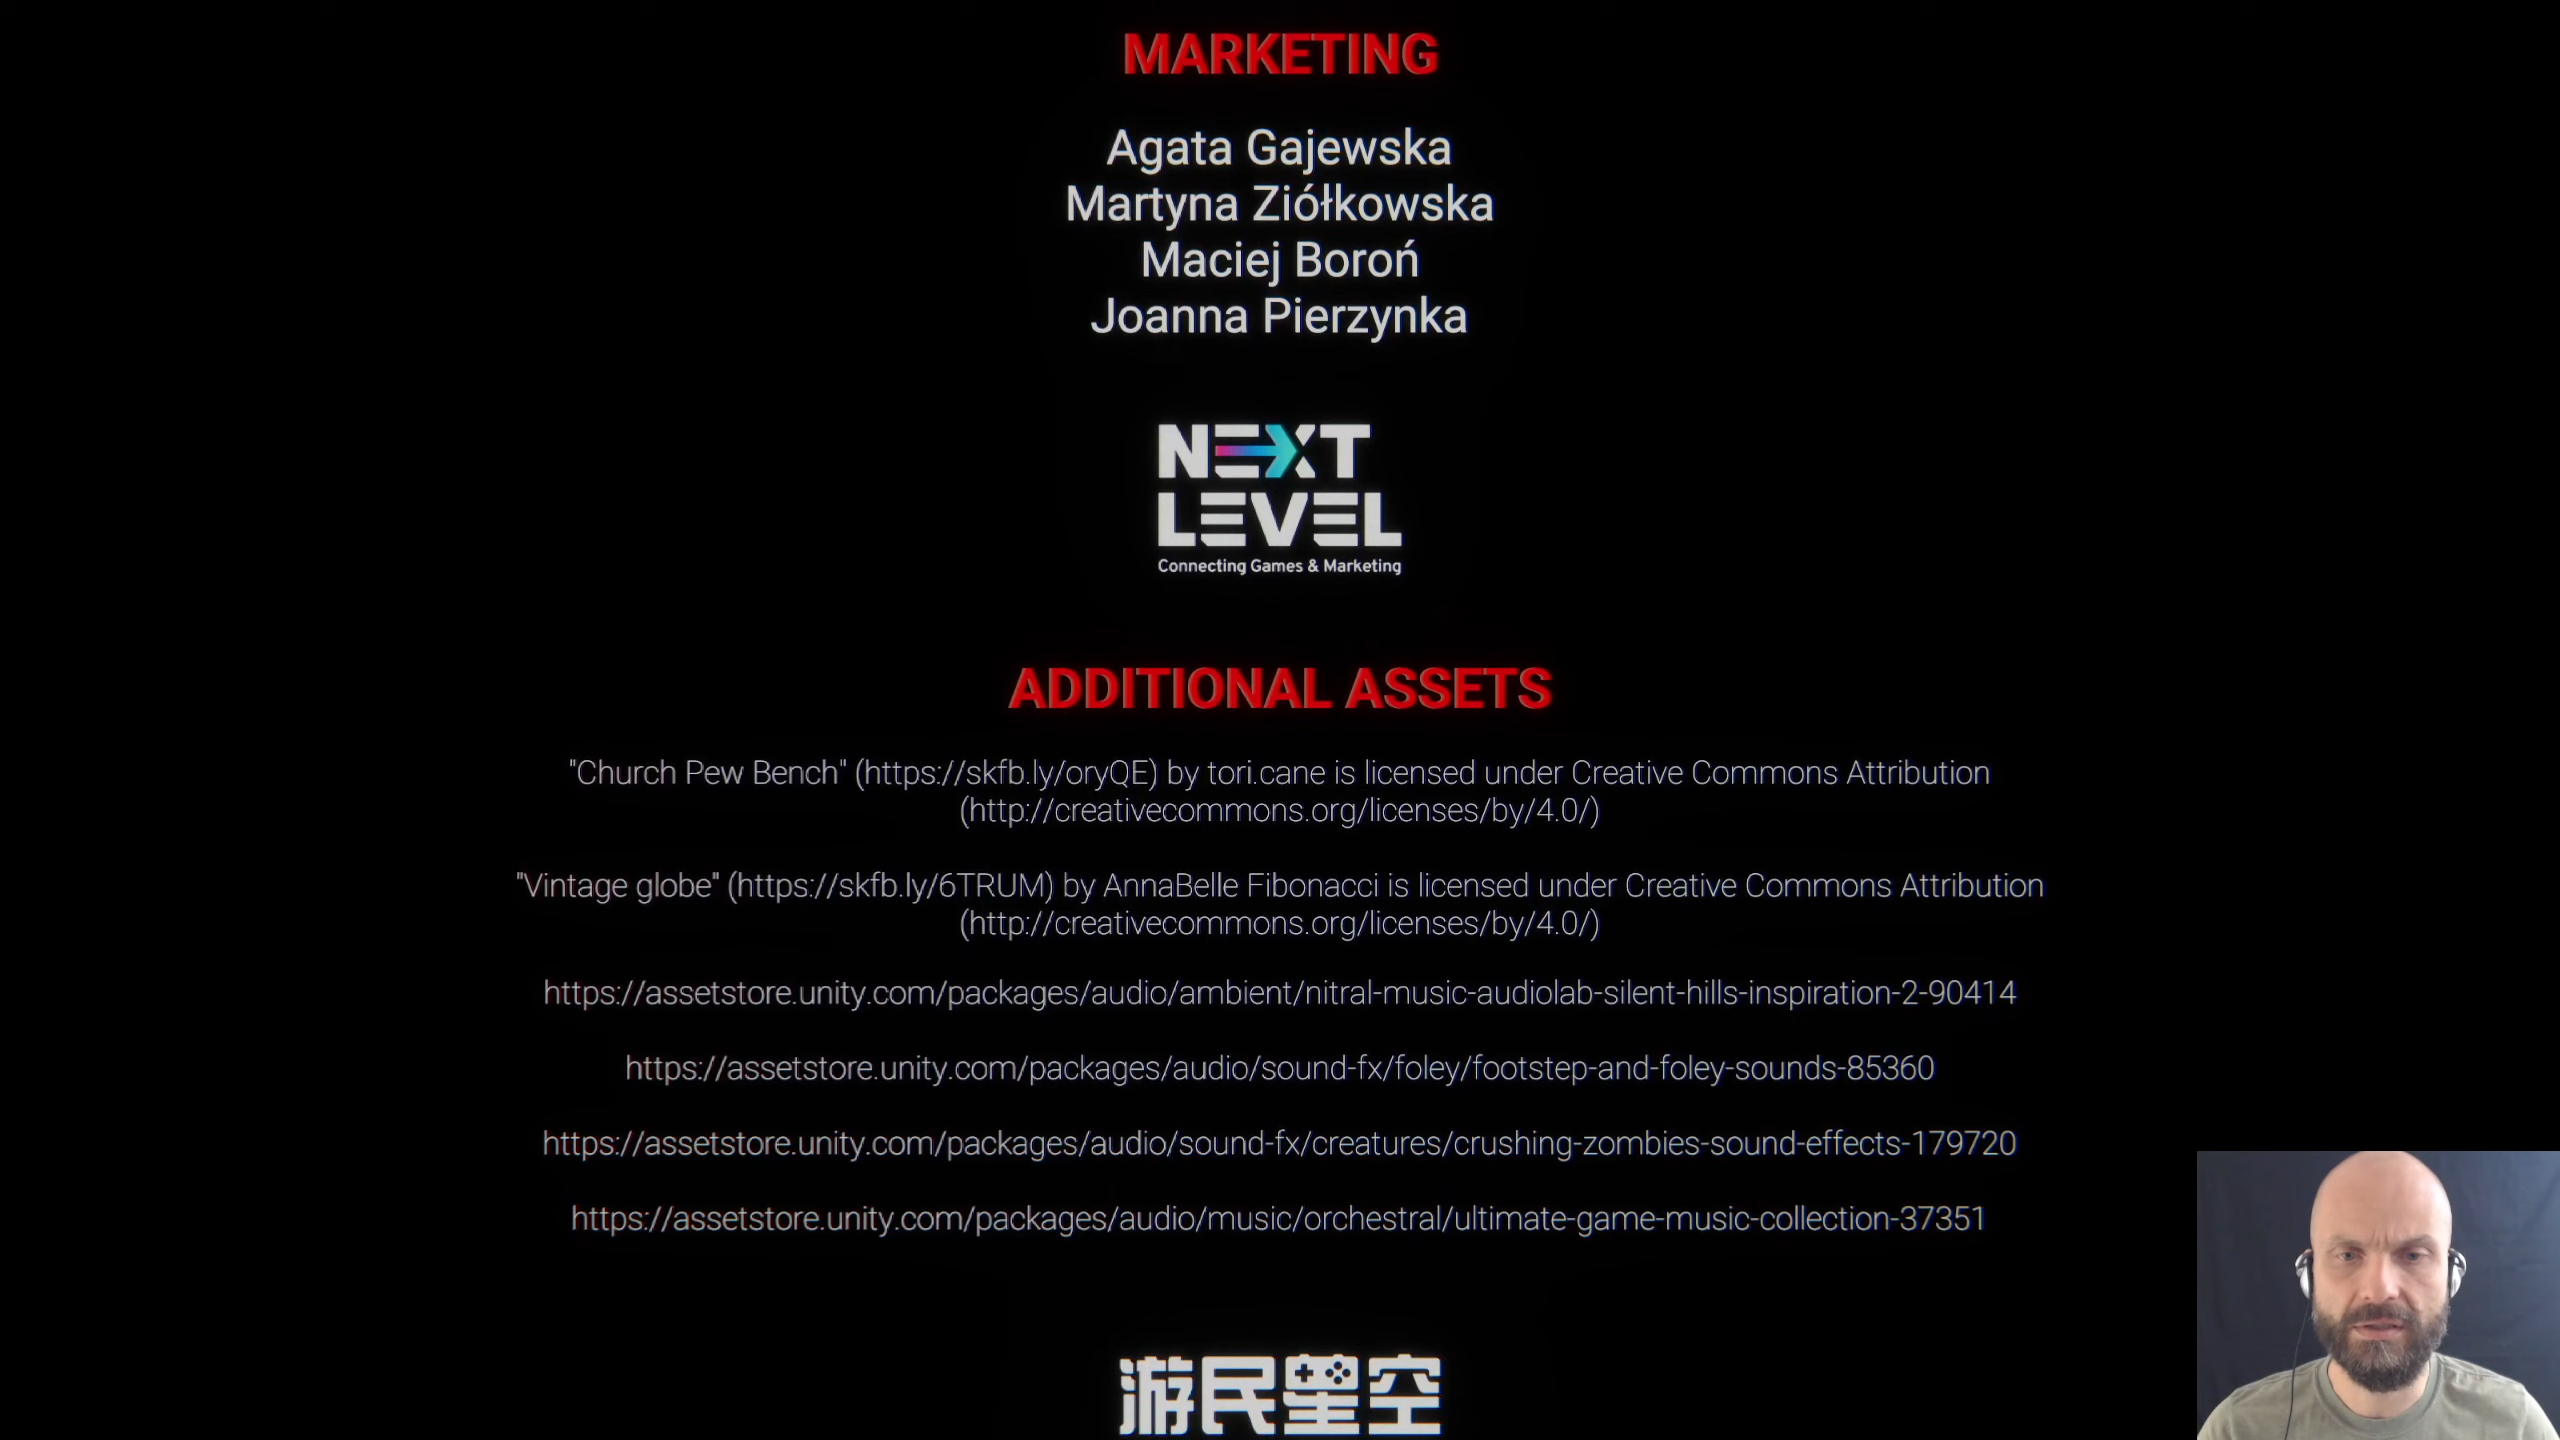 MARKETING
Agata Gajewska
Martyna Ziółkowska
Maciej Boroń
Joanna Pierzynka
NEXT
LEVEL
Connecting Games & Marketing
ADDITIONAL ASSETS
"Church Pew Bench" (https://skfb.ly/oryQE) by tori.cane is licensed under Creative Commons Attribution
(http://creativecommons.org/licenses/by/4.0/)
"Vintage globe" (https://skfb.ly/6TRUM) by AnnaBelle Fibonacci is licensed under Creative Commons Attribution
(http://creativecommons.org/licenses/by/4.0/)
https://assetstore.unity.com/packages/audio/ambient/nitral-music-audiolab-silent-hills-inspiration-2-90414
https://assetstore.unity.com/packages/audio/sound-fx/foley/footstep-and-foley-sounds-85360
https://assetstore.unity.com/packages/audio/sound-fx/creatures/crushing-zombies-sound-effects-179720
https://assetstore.unity.com/packages/audio/music/orchestral/ultimate-game-music-collection-37351
游民星空